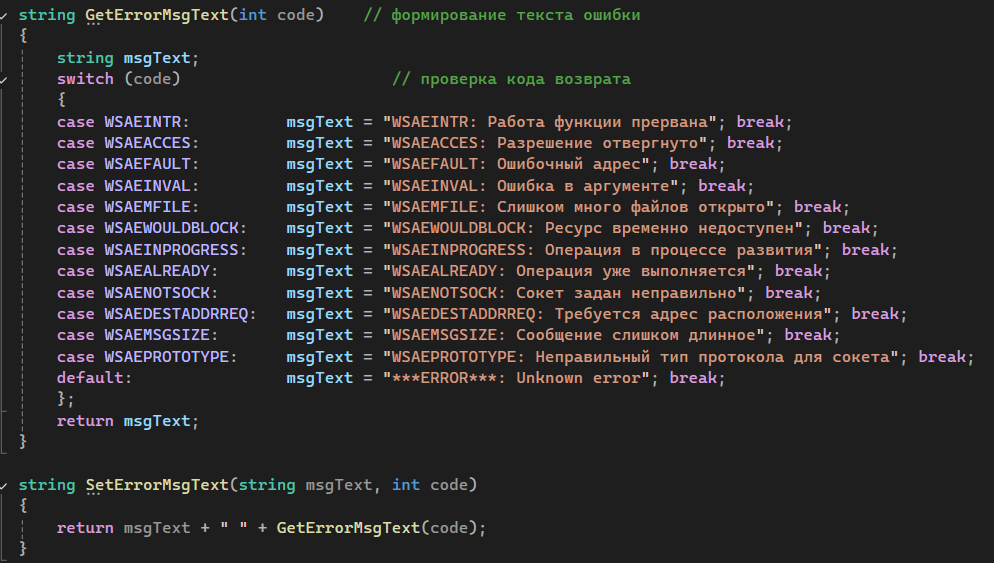 string GetErrorMsgText(int code)    // формирование текста ошибки
{
    string msgText;
    switch (code)                      // проверка кода возврата
    {
    case WSAEINTR:          msgText = "WSAEINTR: Работа функции прервана"; break;
    case WSAEACCES:         msgText = "WSAEACCES: Разрешение отвергнуто"; break;
    case WSAEFAULT:         msgText = "WSAEFAULT: Ошибочный адрес"; break;
    case WSAEINVAL:         msgText = "WSAEINVAL: Ошибка в аргументе"; break;
    case WSAEMFILE:         msgText = "WSAEMFILE: Слишком много файлов открыто"; break;
    case WSAEWOULDBLOCK:    msgText = "WSAEWOULDBLOCK: Ресурс временно недоступен"; break;
    case WSAEINPROGRESS:    msgText = "WSAEINPROGRESS: Операция в процессе развития"; break;
    case WSAEALREADY:       msgText = "WSAEALREADY: Операция уже выполняется"; break;
    case WSAENOTSOCK:       msgText = "WSAENOTSOCK: Сокет задан неправильно"; break;
    case WSAEDESTADDRREQ:   msgText = "WSAEDESTADDRREQ: Требуется адрес расположения"; break;
    case WSAEMSGSIZE:       msgText = "WSAEMSGSIZE: Сообщение слишком длинное"; break;
    case WSAEPROTOTYPE:     msgText = "WSAEPROTOTYPE: Неправильный тип протокола для сокета"; break;
    default:                msgText = "***ERROR***: Unknown error"; break;
    };
    return msgText;
}
string SetErrorMsgText(string msgText, int code)
{
    return msgText + " " + GetErrorMsgText(code);
}